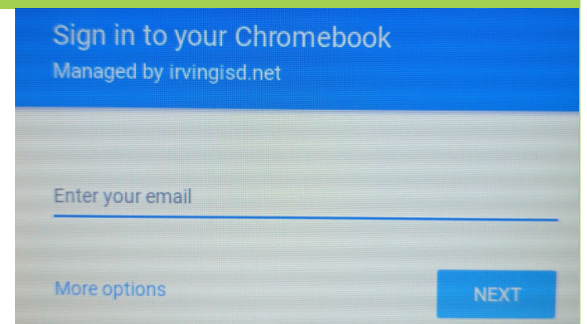 Sign in to your Chromebook
Managed by irvingisd.net
Enter your email
More options
NEXT